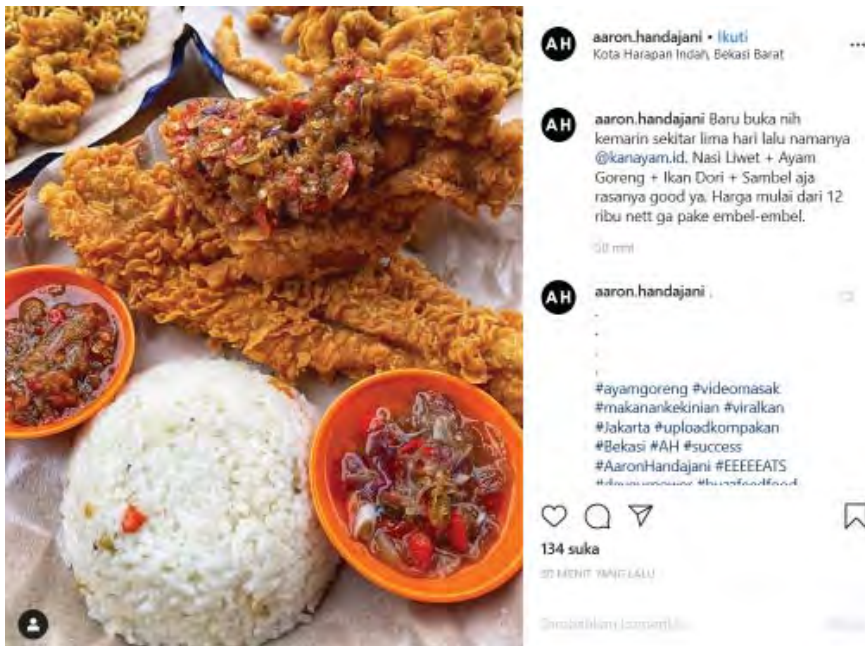 AH
aaron.handajani • Ikuti
Kota Harapan Indah, Bekasi Barat
AH
aaron.handajani Baru buka nih
kemarin sekitar lima hari lalu namanya
@kanayam.id. Nasi Liwet + Ayam
Goreng + Ikan Dori + Sambel aja
rasanya good ya. Harga mulai dari 12
ribu nett ga pake embel-embel.
AH
aaron.handajani .
.
.
.
.
#ayamgoreng #videomasak
#makanankekinian #viralkan
#Jakarta #uploadkompakan
#Bekasi #AH #success
#AaronHandajani #EEEEEATS
134 suka
MENIT YANG LALU